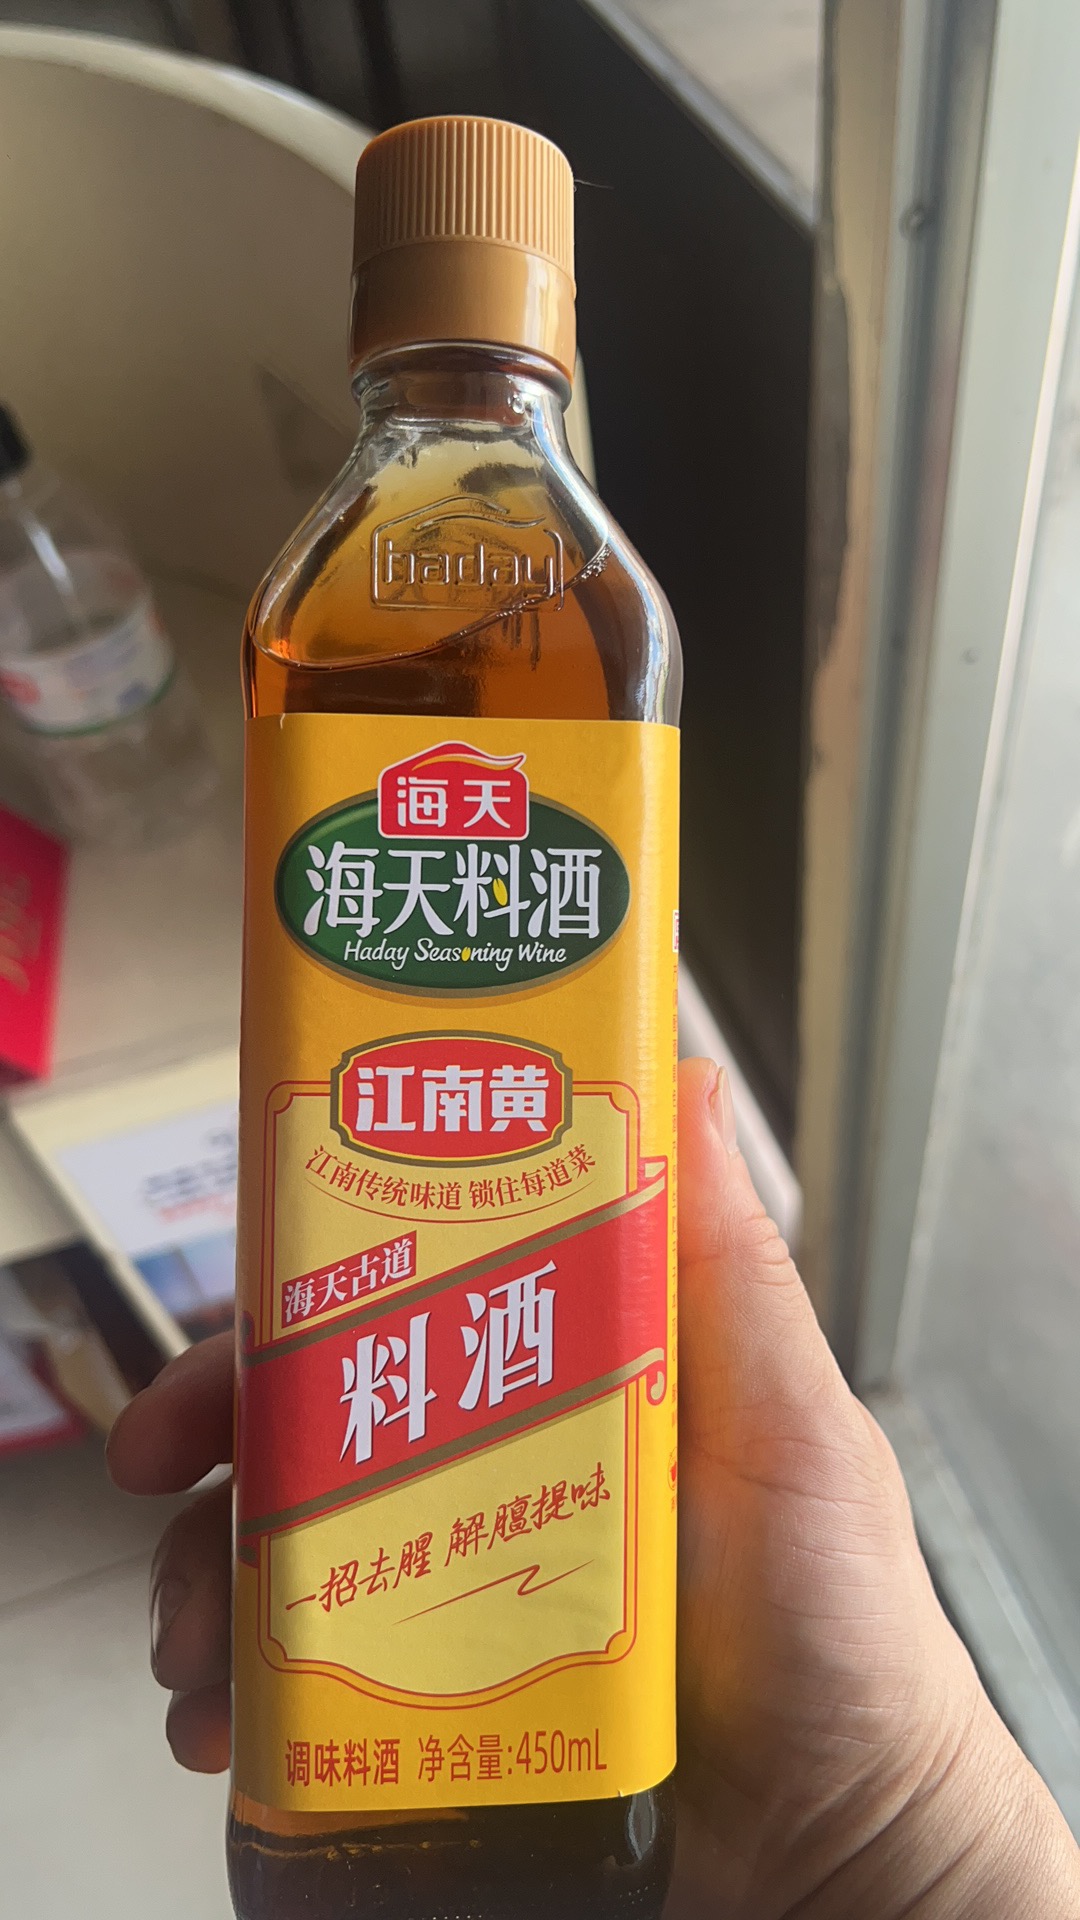 haday
海天
海天料酒
Haday Seasoning Wine
江南黄
江南传统味道 锁住每道菜
海天古道
料酒
一招去腥 解膻提味
调味料酒 净含量:450mL